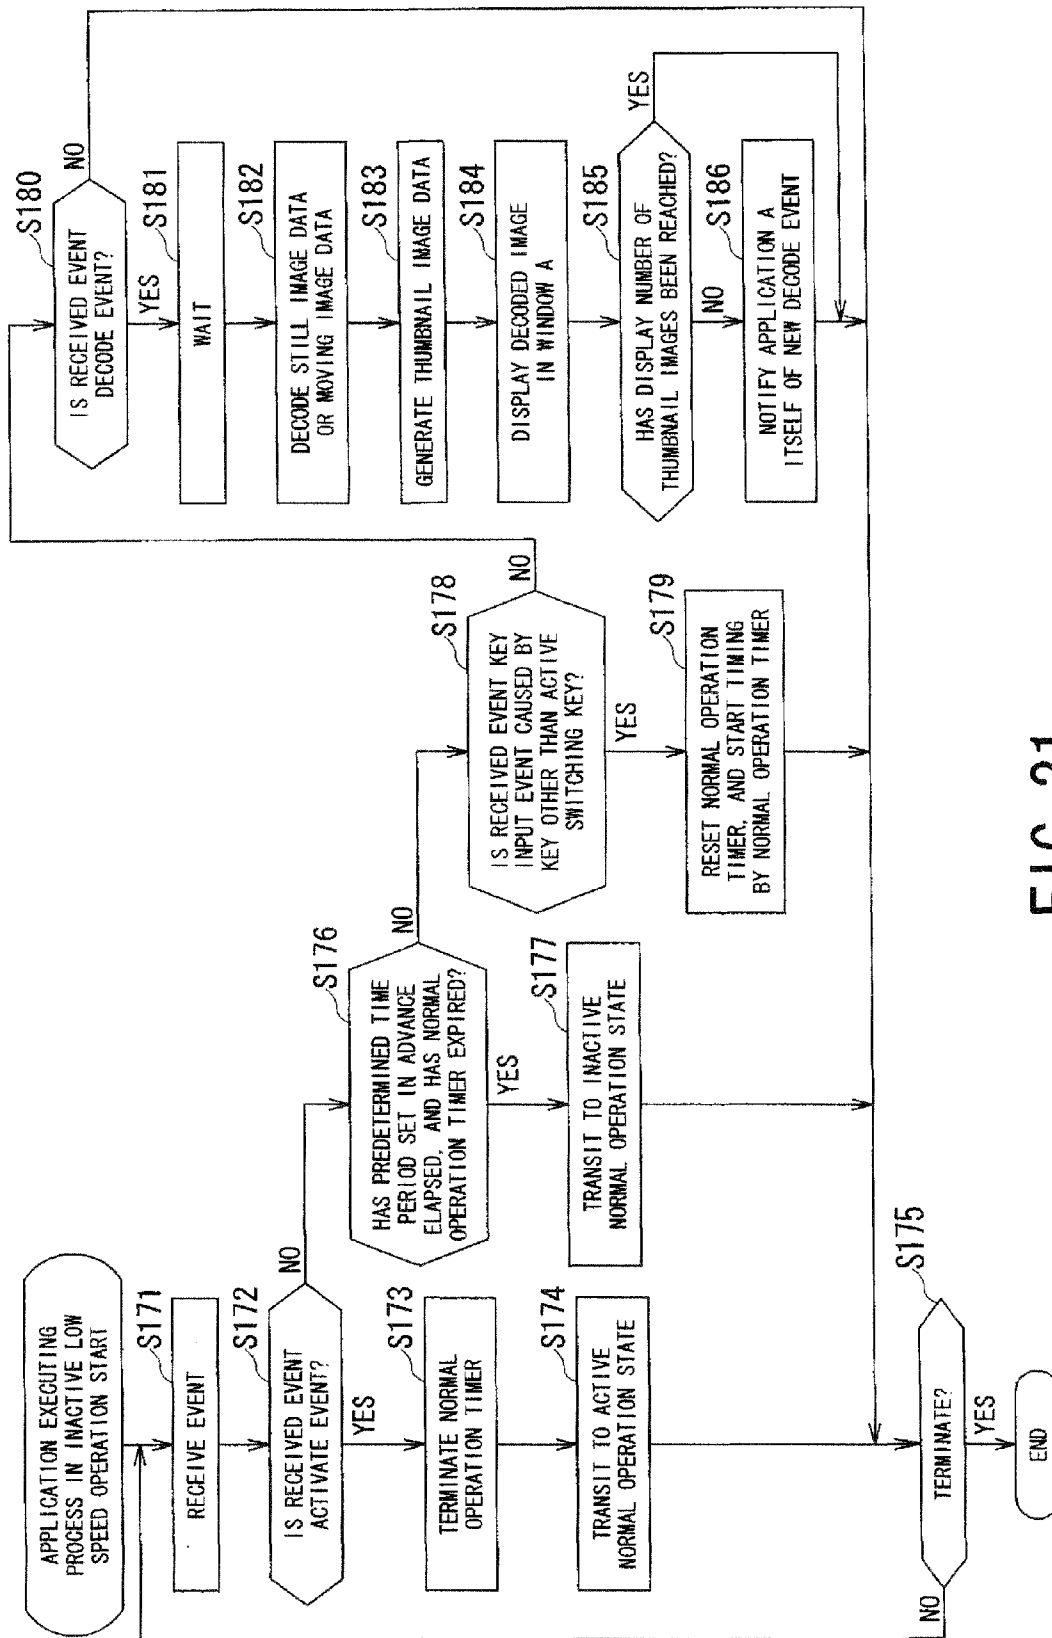 APPLICATION EXECUTING
PROCESS IN INACTIVE LOW
SPEED OPERATION START
S171
RECEIVE EVENT
S172
IS RECEIVED EVENT
ACTIVATE EVENT?
NO
YES
S173
TERMINATE NORMAL
OPERATION TIMER
S174
TRANSIT TO ACTIVE
NORMAL OPERATION STATE
S175
TERMINATE?
NO
YES
END
S176
HAS PREDETERMINED TIME
PERIOD SET IN ADVANCE
ELAPSED, AND HAS NORMAL
OPERATION TIMER EXPIRED?
NO
YES
S177
TRANSIT TO INACTIVE
NORMAL OPERATION STATE
S178
IS RECEIVED EVENT KEY
INPUT EVENT CAUSED BY
KEY OTHER THAN ACTIVE
SWITCHING KEY?
NO
YES
S179
RESET NORMAL OPERATION
TIMER, AND START TIMING
BY NORMAL OPERATION TIMER
S180
IS RECEIVED EVENT
DECODE EVENT?
NO
YES
S181
WAIT
S182
DECODE STILL IMAGE DATA
OR MOVING IMAGE DATA
S183
GENERATE THUMBNAIL IMAGE DATA
S184
DISPLAY DECODED IMAGE
IN WINDOW A
S185
HAS DISPLAY NUMBER OF
THUMBNAIL IMAGES BEEN REACHED?
YES
NO
S186
NOTIFY APPLICATION A
ITSELF OF NEW DECODE EVENT
FIG. 21